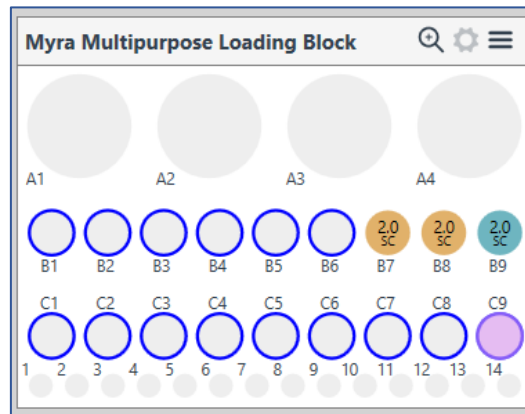 Myra Multipurpose Loading Block
A1 A2 A3 A4
2.0 2.0 2.0
SC SC SC
B1 B2 B3 B4 B5 B6 B7 B8 B9
C1 C2 C3 C4 C5 C6 C7 C8 C9
1 2 3 4 5 6 7 8 9 10 11 12 13 14